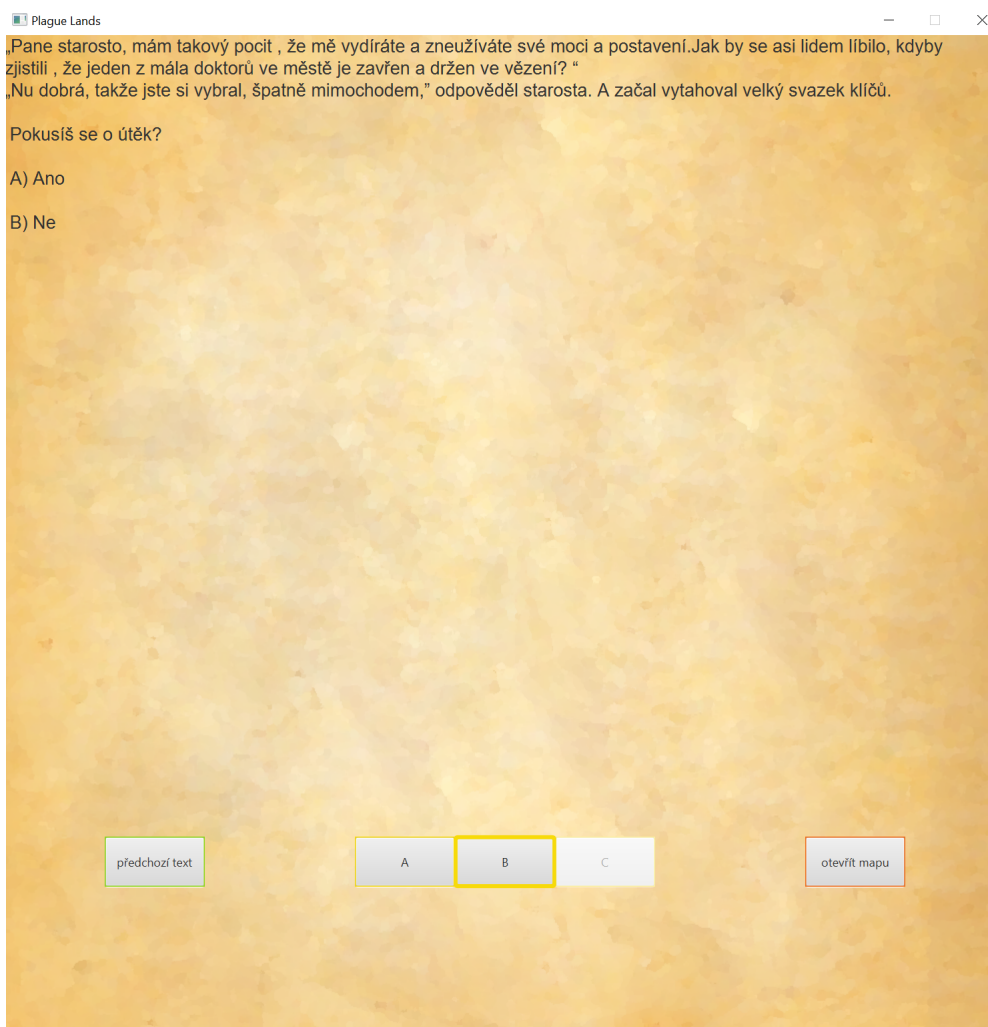 Plague Lands
„Pane starosto, mám takový pocit , že mě vydíráte a zneužíváte své moci a postavení.Jak by se asi lidem líbilo, kdyby
zjistili , že jeden z mála doktorů ve městě je zavřen a držen ve vězení? “
„Nu dobrá, takže jste si vybral, špatně mimochodem,” odpověděl starosta. A začal vytahoval velký svazek klíčů.
Pokusíš se o útěk?
A) Ano
B) Ne
předchozí text
A
B
C
otevřít mapu